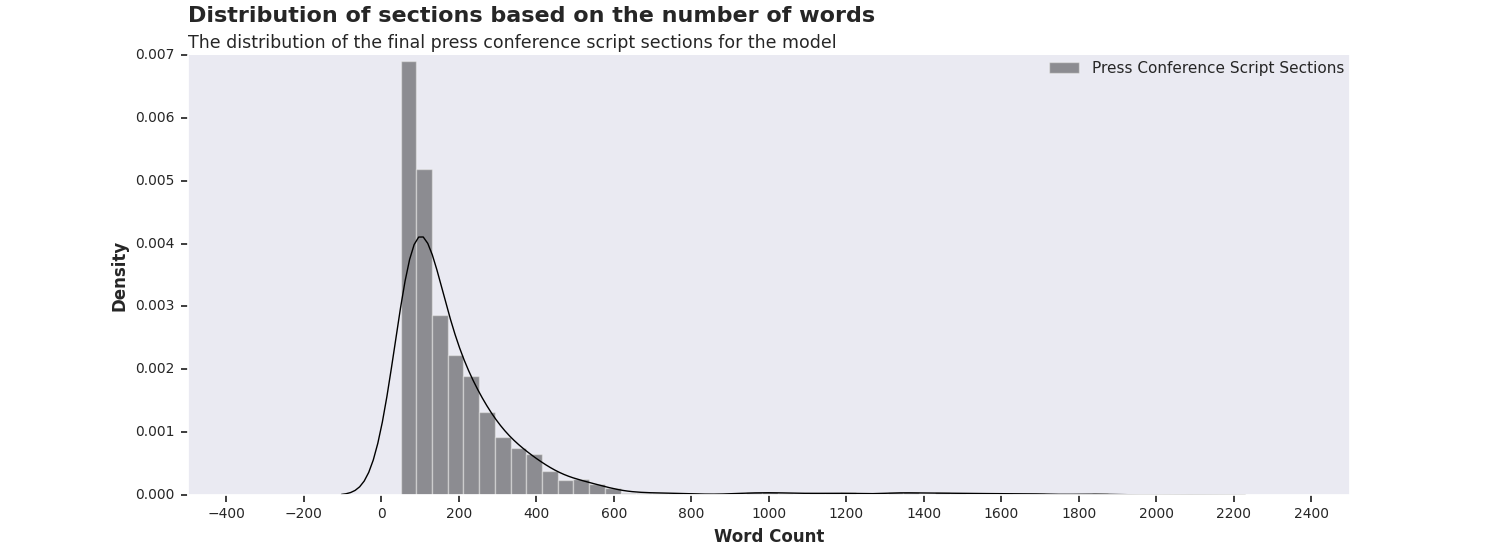 Distribution of sections based on the number of words
The distribution of the final press conference script sections for the model
Press Conference Script Sections
0.007
0.006
0.005
0.004
0.003
0.002
0.001
0.000
Density
−400 −200 0 200 400 600 800 1000 1200 1400 1600 1800 2000 2200 2400
Word Count